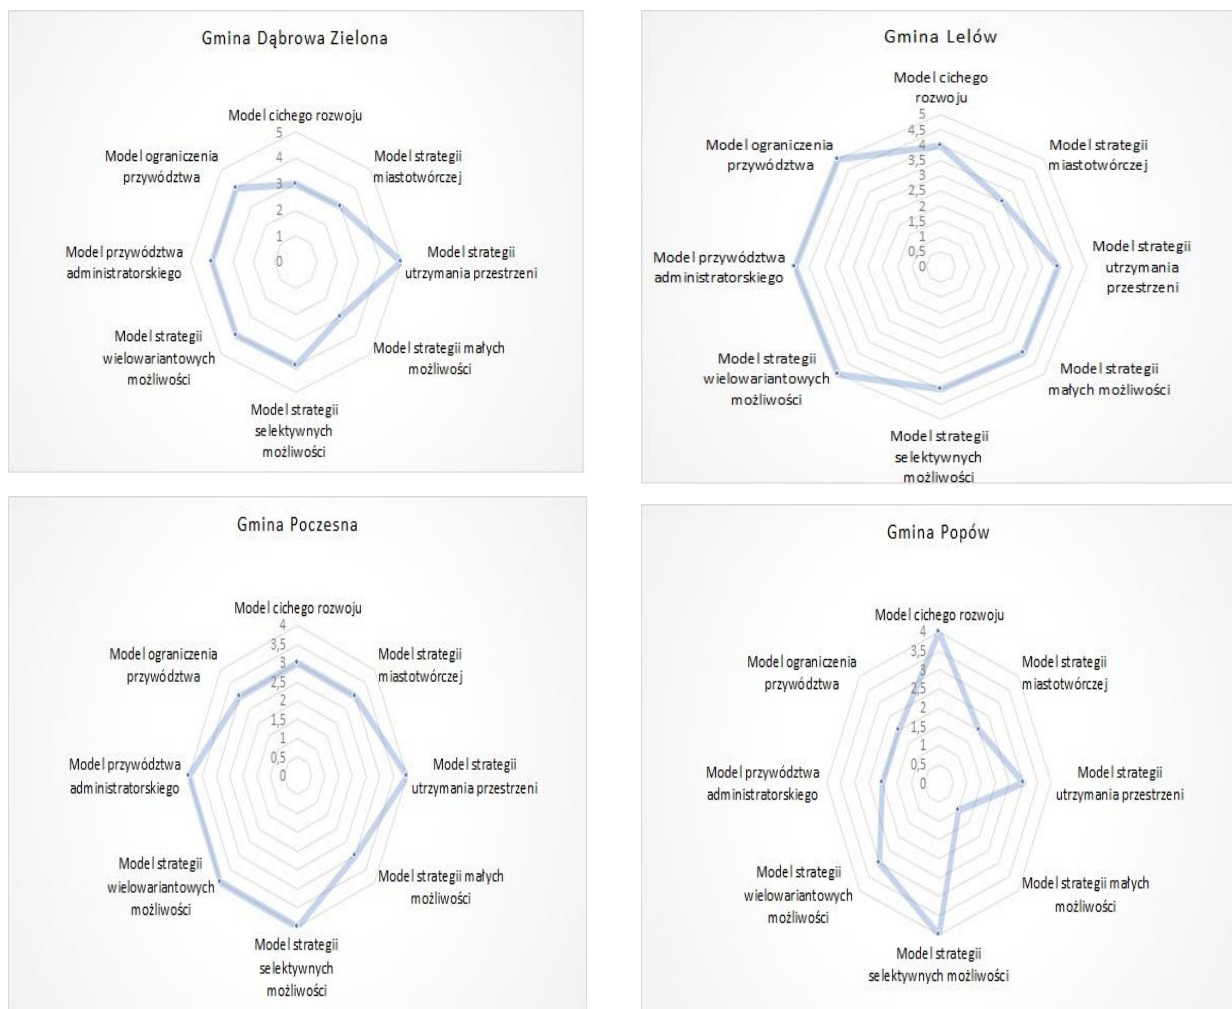 Gmina Dąbrowa Zielona
Model cichego rozwoju
5
4
3
2
1
0
Model strategii
miastotwórczej
Model strategii
utrzymania przestrzeni
Model strategii małych
możliwości
Model strategii
selektywnych
możliwości
Model strategii
wielowariantowych
możliwości
Model przywództwa
administratorskiego
Model ograniczenia
przywództwa
Gmina Lelów
Model cichego
rozwoju
5
4,5
4
3,5
3
2,5
2
1,5
1
0,5
0
Model strategii
miastotwórczej
Model strategii
utrzymania
przestrzeni
Model strategii
małych możliwości
Model strategii
selektywnych
możliwości
Model strategii
wielowariantowych
możliwości
Model przywództwa
administratorskiego
Model ograniczenia
przywództwa
Gmina Poczesna
Model cichego rozwoju
4
3,5
3
2,5
2
1,5
1
0,5
0
Model strategii
miastotwórczej
Model strategii
utrzymania przestrzeni
Model strategii małych
możliwości
Model strategii
selektywnych
możliwości
Model strategii
wielowariantowych
możliwości
Model przywództwa
administratorskiego
Model ograniczenia
przywództwa
Gmina Popów
Model cichego rozwoju
4
3,5
3
2,5
2
1,5
1
0,5
0
Model strategii
miastotwórczej
Model strategii
utrzymania przestrzeni
Model strategii małych
możliwości
Model strategii
selektywnych możliwości
Model strategii
wielowariantowych
możliwości
Model przywództwa
administratorskiego
Model ograniczenia
przywództwa